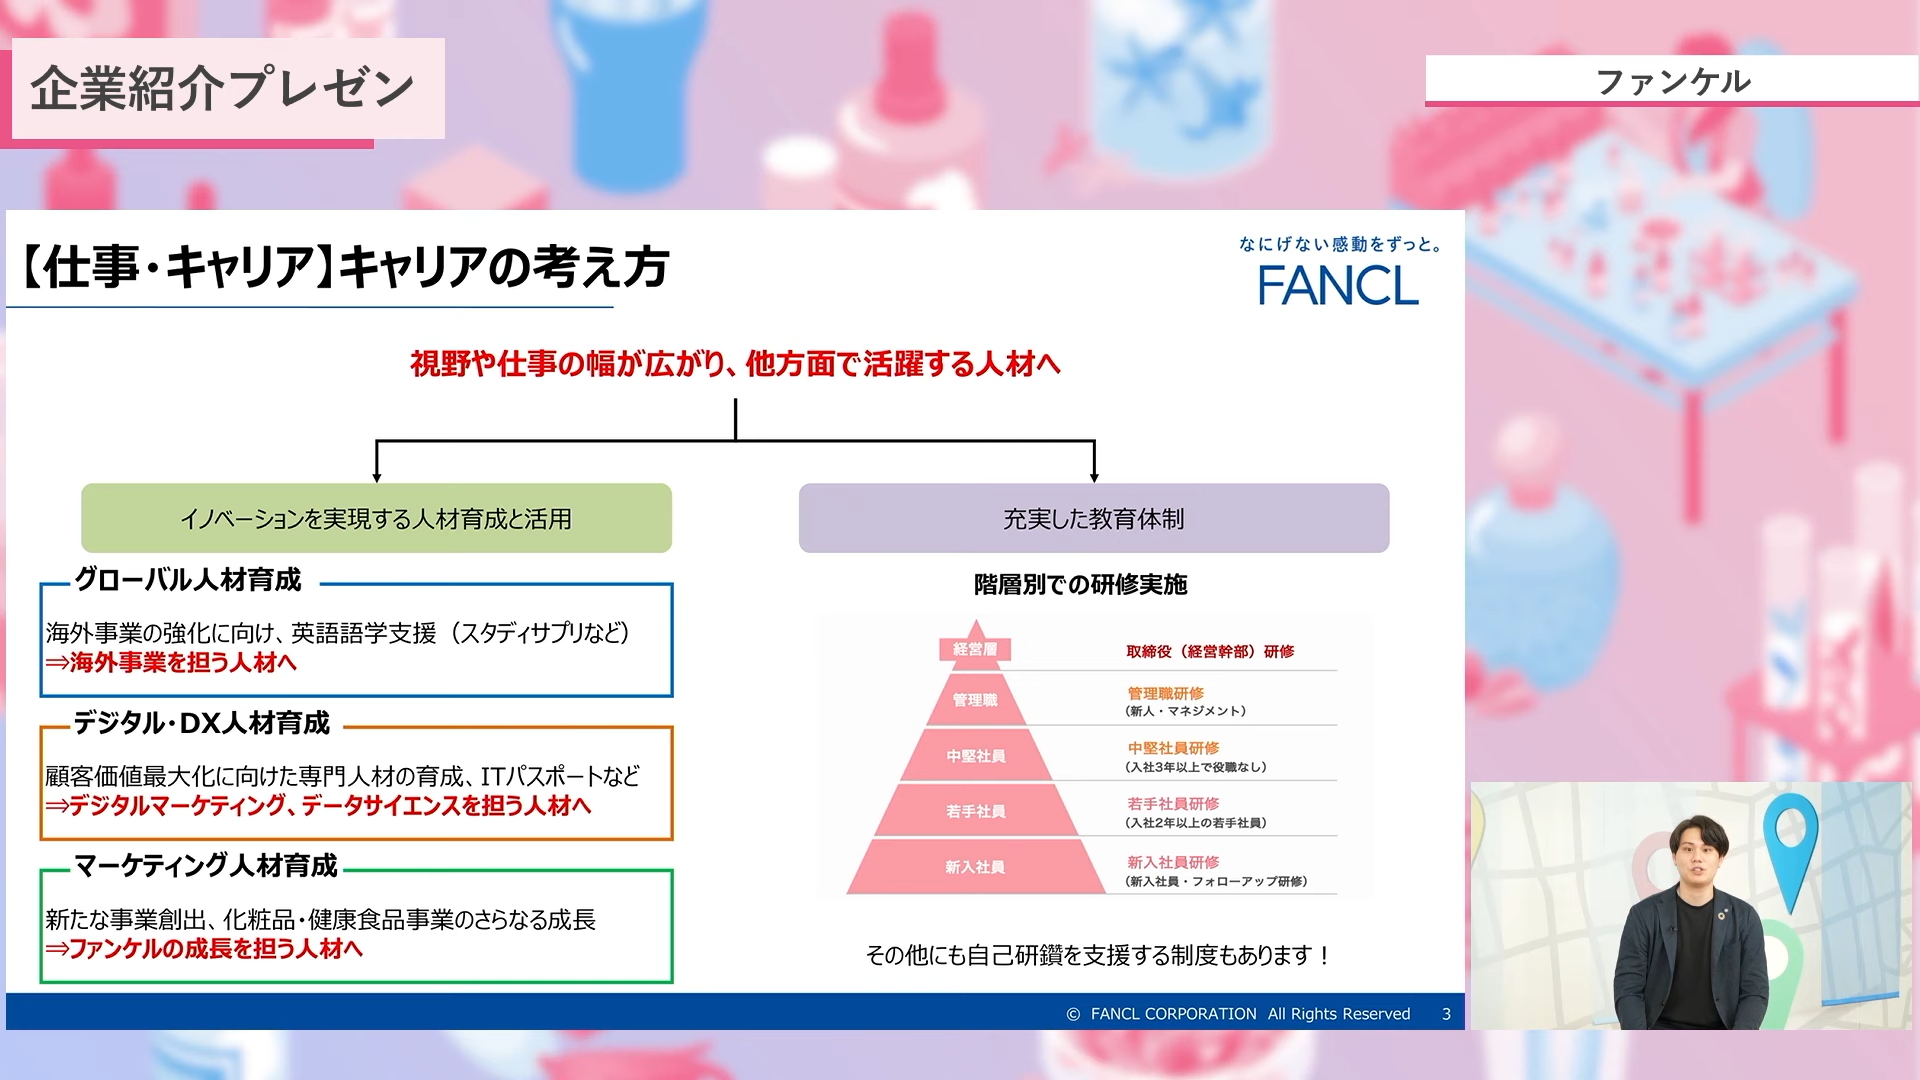 企業紹介プレゼン
ファンケル
【仕事・キャリア】キャリアの考え方
なにげない感動をずっと。
FANCL
視野や仕事の幅が広がり、他方面で活躍する人材へ
イノベーションを実現する人材育成と活用
グローバル人材育成
海外事業の強化に向け、英語語学支援（スタディサプリなど）
⇒海外事業を担う人材へ
デジタル・DX人材育成
顧客価値最大化に向けた専門人材の育成、ITパスポートなど
⇒デジタルマーケティング、データサイエンスを担う人材へ
マーケティング人材育成
新たな事業創出、化粧品・健康食品事業のさらなる成長
⇒ファンケルの成長を担う人材へ
充実した教育体制
階層別での研修実施
経営層
取締役（経営幹部）研修
管理職
管理職研修
（新人・マネジメント）
中堅社員
中堅社員研修
（入社3年以上で役職なし）
若手社員
若手社員研修
（入社2年以上の若手社員）
新入社員
新入社員研修
（新入社員・フォローアップ研修）
その他にも自己研鑽を支援する制度もあります！
© FANCL CORPORATION All Rights Reserved 3